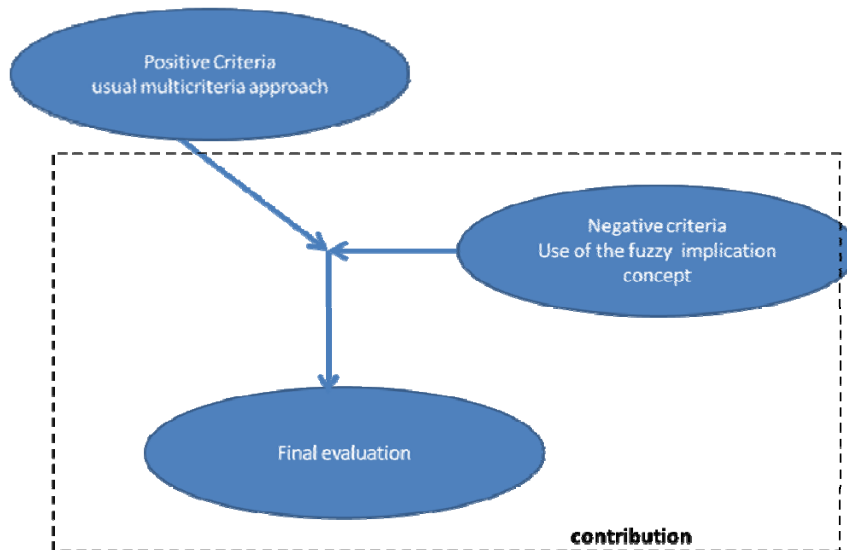 Positive Criteria
usual multicriteria approach
Negative criteria
Use of the fuzzy implication
concept
Final evaluation
contribution